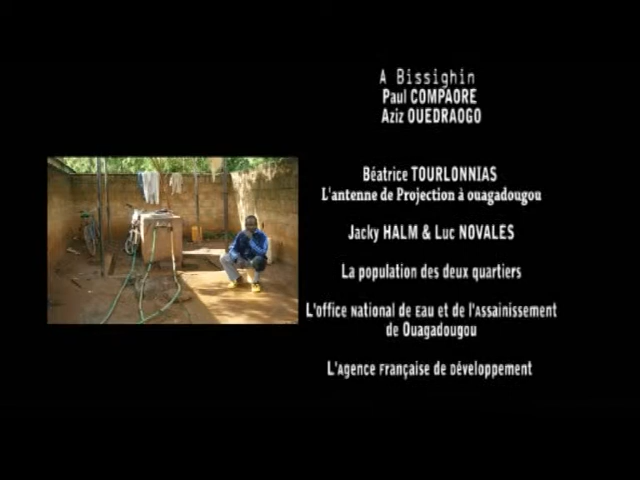 A Bissighin
Paul COMPAORE
Aziz OUEDRAOGO
Béatrice TOURLONNIAS
L'antenne de Projection à ouagadougou
Jacky HALM & Luc NOVALES
La population des deux quartiers
L'office National de Eau et de l'Assainissement
de Ouagadougou
L'Agence Française de Développement